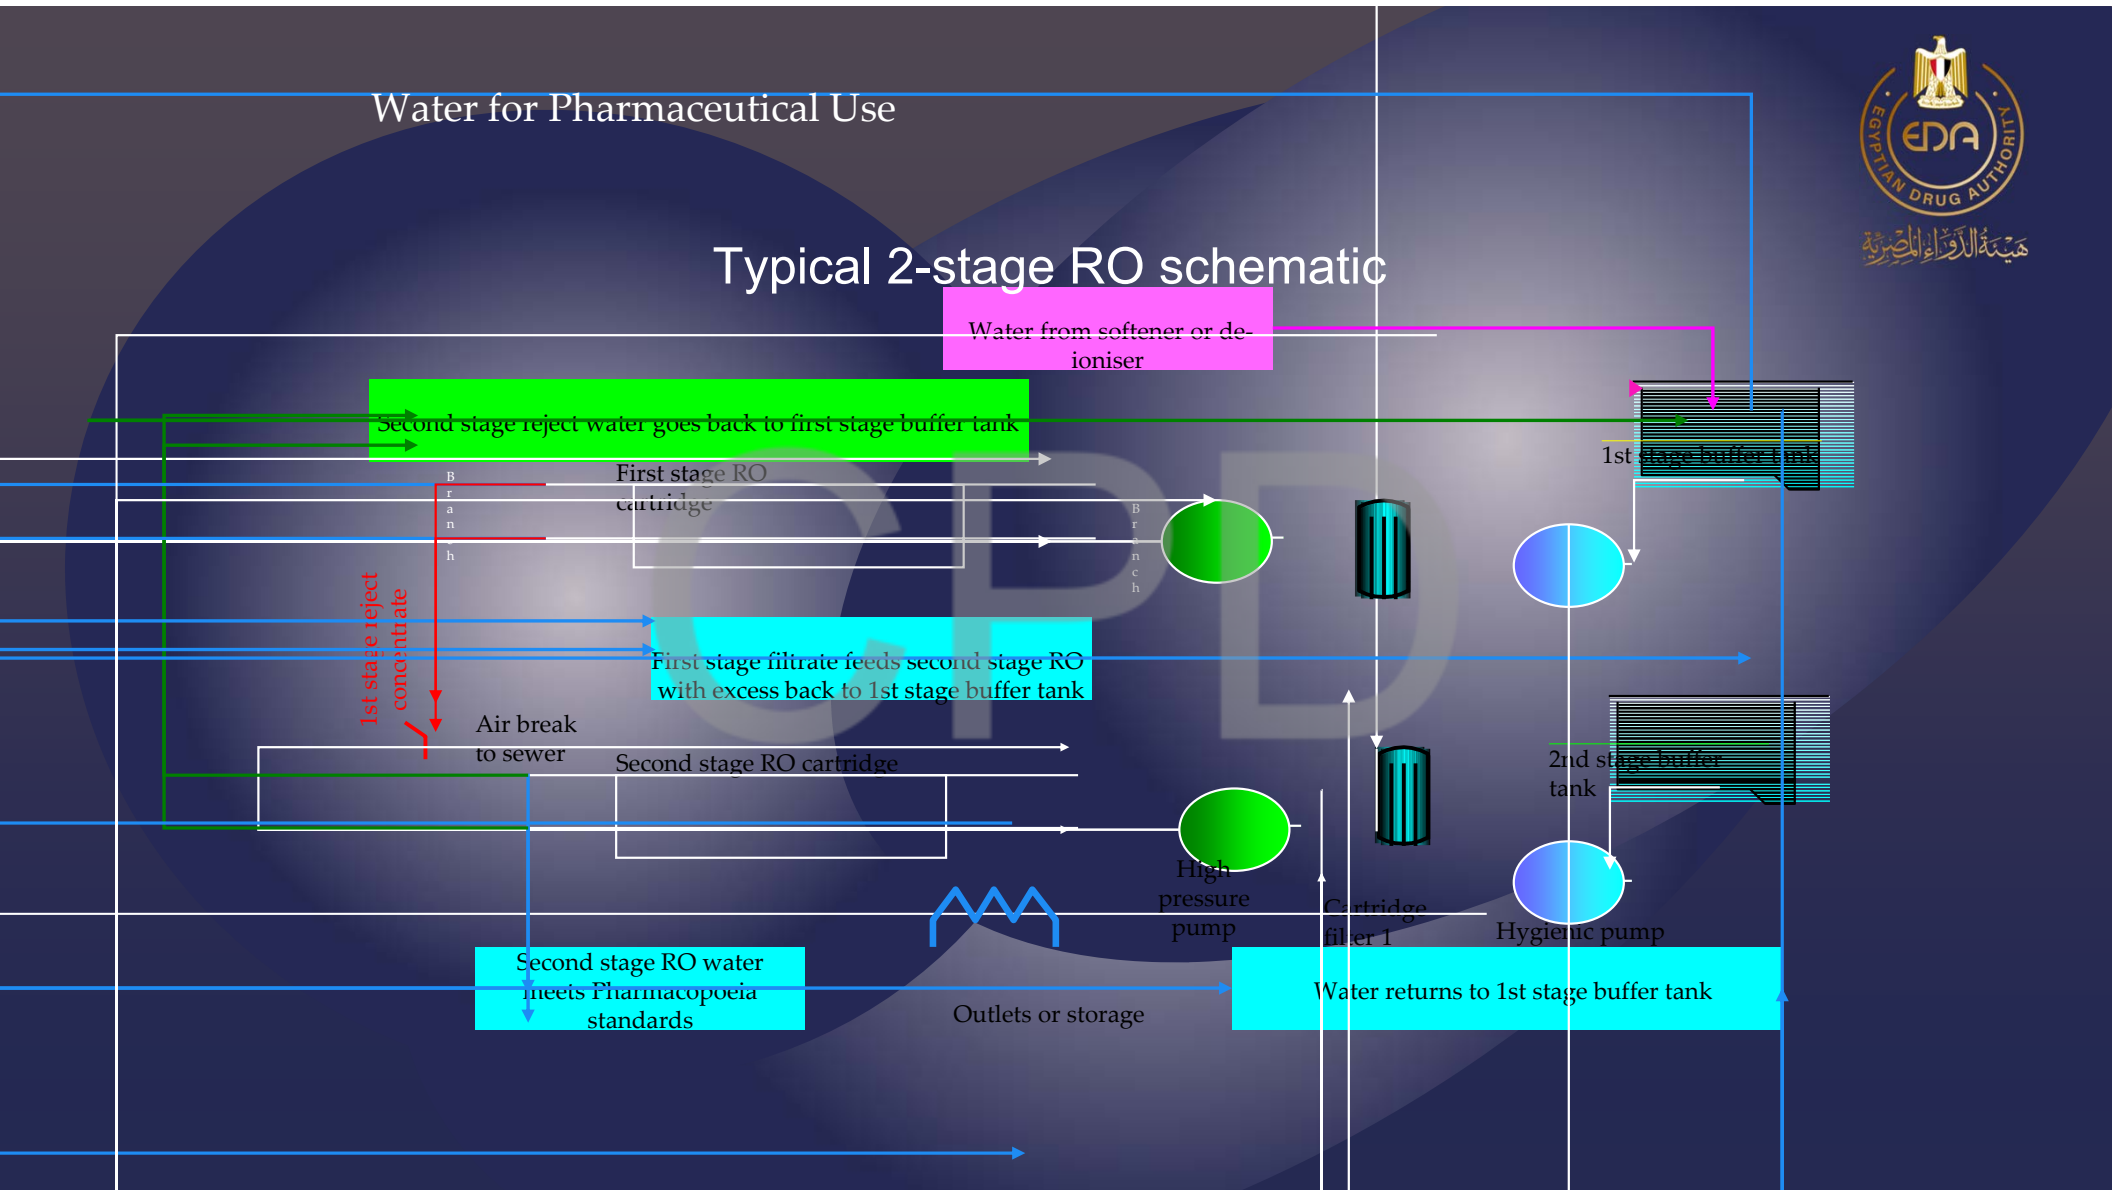 Water for Pharmaceutical Use
EGYPTIAN DRUG AUTHORITY
EDA
هيئة الدواء المصرية
Typical 2-stage RO schematic
Water from softener or de-
ioniser
Second stage reject water goes back to first stage buffer tank
1st stage buffer tank
First stage RO
cartridge
Branch
Branch
1st stage reject
concentrate
First stage filtrate feeds second stage RO
with excess back to 1st stage buffer tank
CPD
Air break
to sewer
Second stage RO cartridge
2nd stage buffer
tank
High
pressure
pump
Cartridge
filter 1
Hygienic pump
Second stage RO water
meets Pharmacopoeia
standards
Outlets or storage
Water returns to 1st stage buffer tank